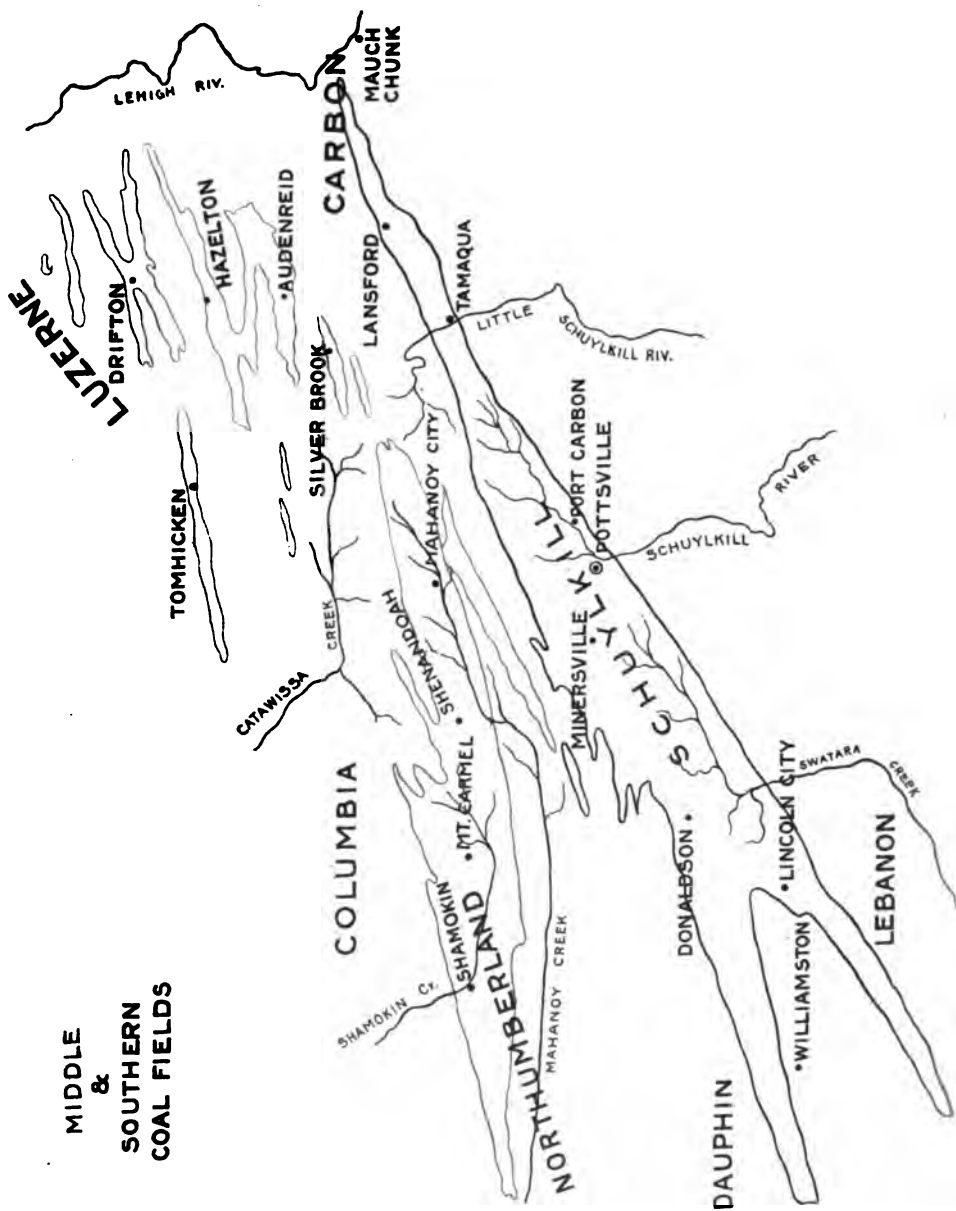 MIDDLE
&
SOUTHERN
COAL FIELDS
LUZERNE
DRIFTON
HAZELTON
AUDENREID
LEHIGH RIV.
CARBON
MAUCH
CHUNK
TOMHICKEN
SILVER BROOK
LANSFORD
TAMAQUA
LITTLE
SCHUYLKILL RIV.
CATAWISSA
CREEK
MAHANOY CITY
SHENANDOAH
COLUMBIA
MT. CARMEL
SHAMOKIN
SHAMOKIN CR.
NORTHUMBERLAND
MAHANOY CREEK
MINERSVILLE
PORT CARBON
POTTSVILLE
SCHUYLKILL
SCHUYLKILL
RIVER
DONALDSON
LINCOLN CITY
SWATARA
CREEK
WILLIAMSTON
LEBANON
DAUPHIN